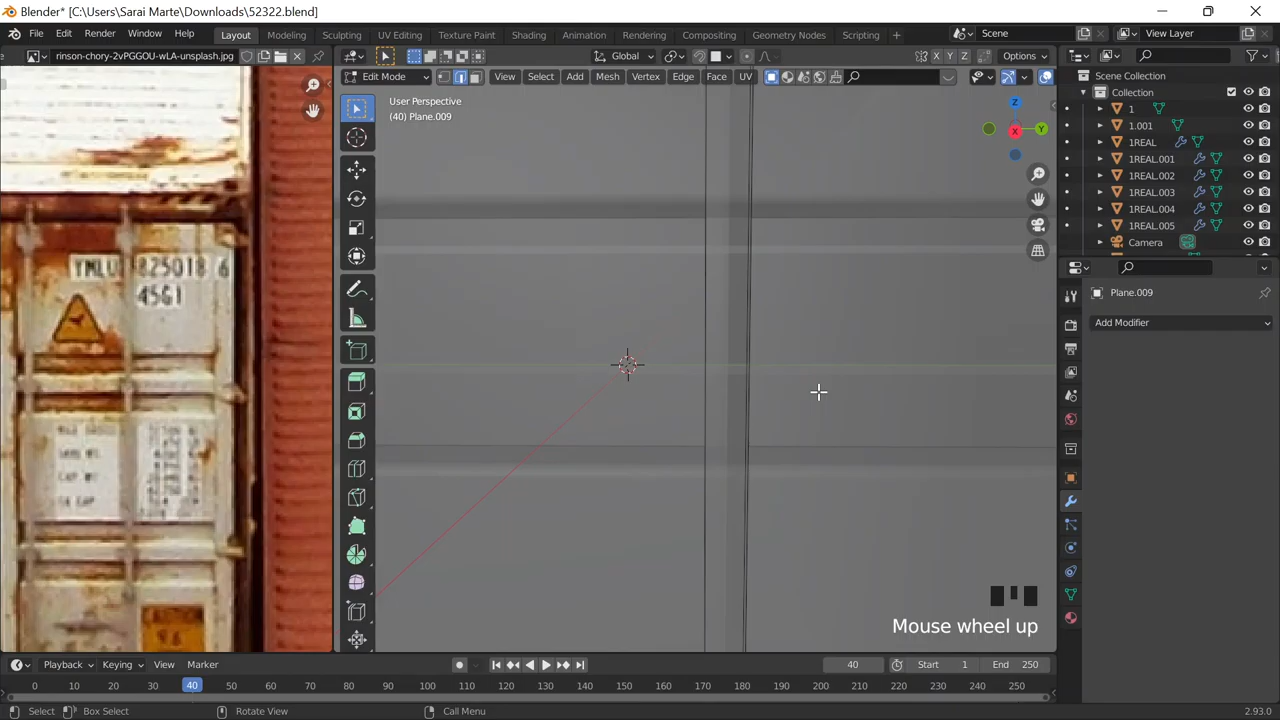 Blender* [C:\Users\Sarai Marte\Downloads\52322.blend]
File Edit Render Window Help Layout Modeling Sculpting UV Editing Texture Paint Shading Animation Rendering Compositing Geometry Nodes Scripting + Scene View Layer
rinson-chory-2vPGGOU-wLA-unsplash.jpg Global X Y Z Options
Edit Mode View Select Add Mesh Vertex Edge Face UV
Scene Collection
Collection
1
1.001
1REAL
1REAL.001
1REAL.002
1REAL.003
1REAL.004
1REAL.005
Camera
User Perspective
(40) Plane.009
Z
Y
X
YMLU 825018 6
45G1
Plane.009
Add Modifier
Mouse wheel up
Playback Keying View Marker 40 Start 1 End 250
0 10 20 30 40 50 60 70 80 90 100 110 120 130 140 150 160 170 180 190 200 210 220 230 240 250
Select Box Select Rotate View Call Menu 2.93.0